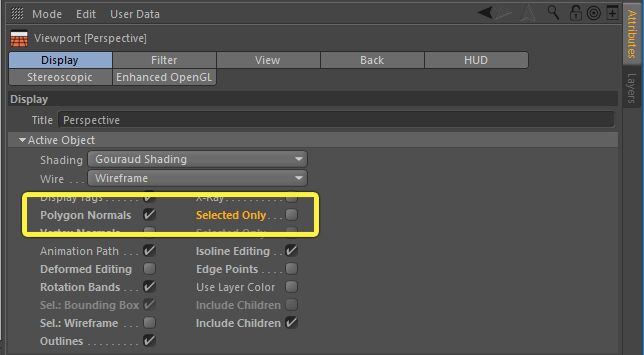 Mode Edit User Data
Viewport [Perspective]
Display Filter View Back HUD
Stereoscopic Enhanced OpenGL
Display
Title Perspective
Active Object
Shading Gouraud Shading
Wire . . . Wireframe
Display Tags . . . X-Ray . . . . . . . . .
Polygon Normals Selected Only . . .
Vertex Normals . . Selected Only . . .
Animation Path . . . Isoline Editing . .
Deformed Editing Edge Points . . . .
Rotation Bands . . Use Layer Color
Sel.: Bounding Box Include Children
Sel.: Wireframe . . . Include Children
Outlines . . . . . . . .
Attributes
Layers